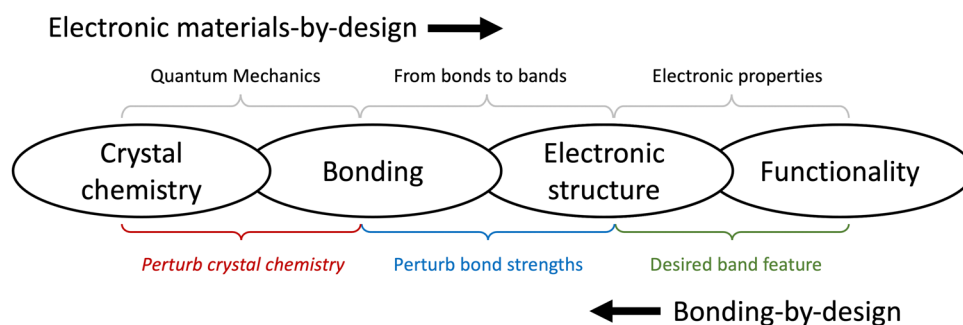 Electronic materials-by-design
Quantum Mechanics
From bonds to bands
Electronic properties
Crystal
chemistry
Bonding
Electronic
structure
Functionality
Perturb crystal chemistry
Perturb bond strengths
Desired band feature
Bonding-by-design